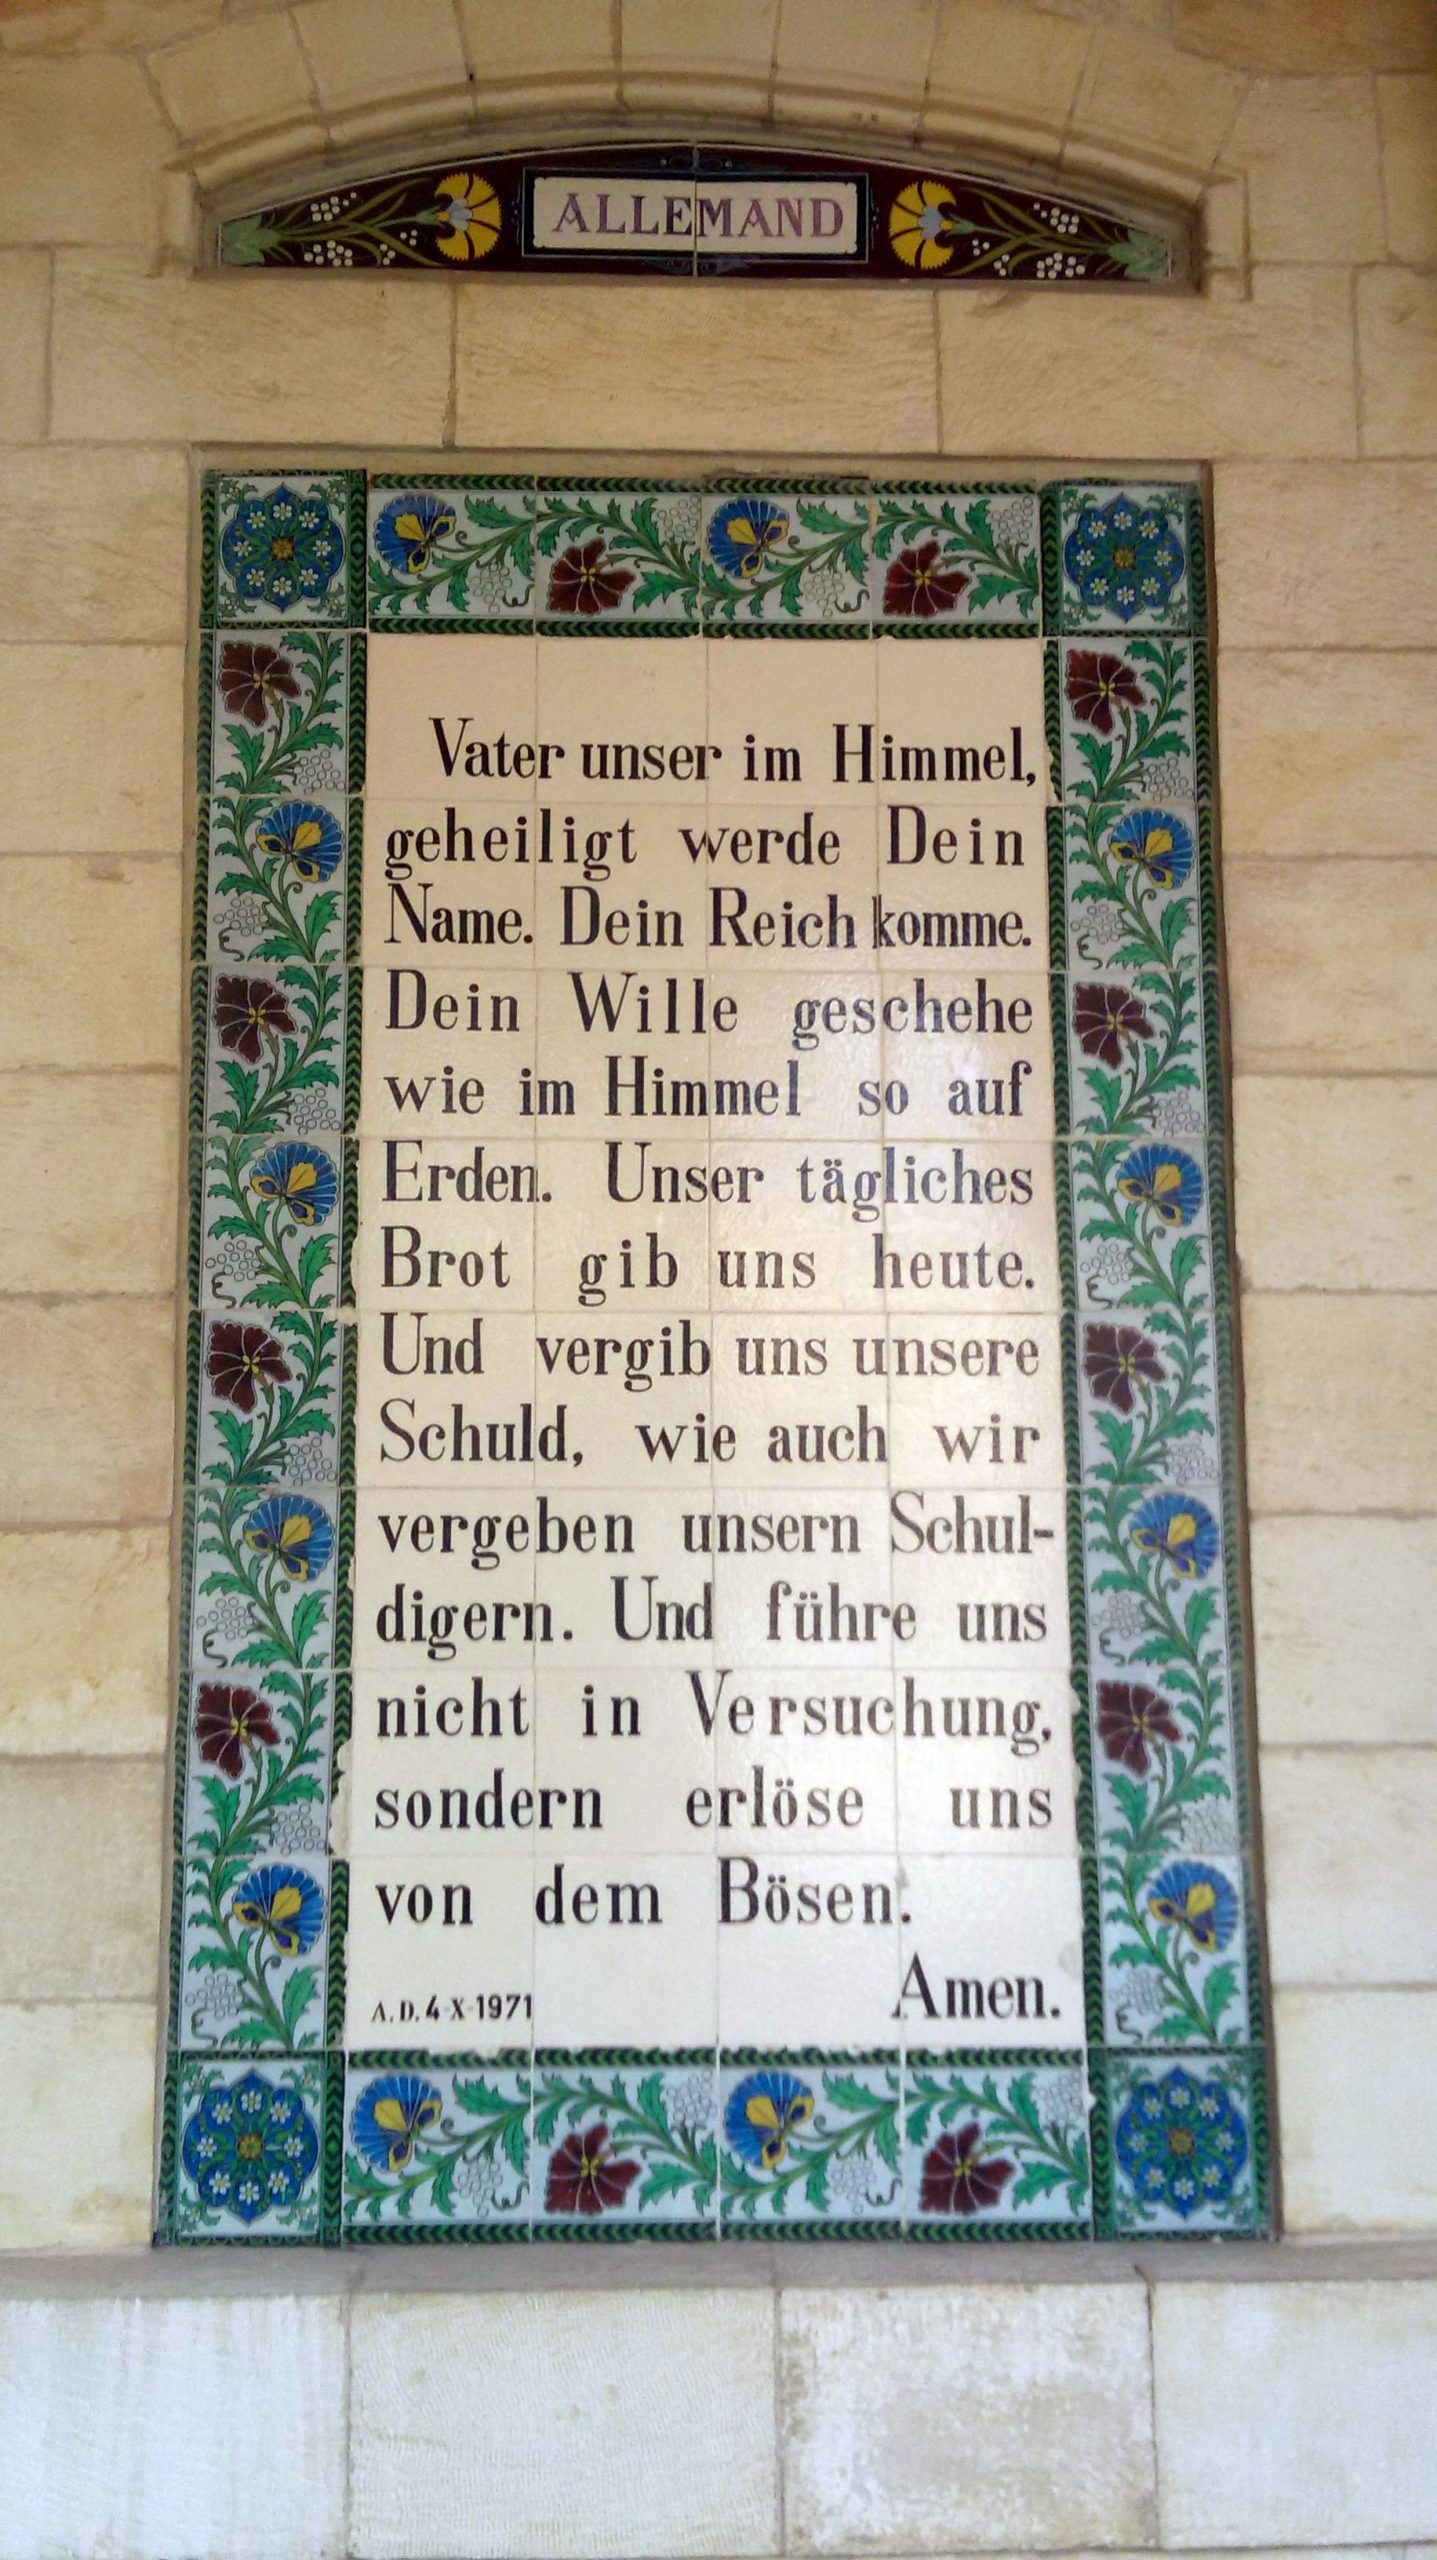 ALLEMAND
Vater unser im Himmel,
geheiligt werde Dein
Name. Dein Reich komme.
Dein Wille geschehe
wie im Himmel so auf
Erden. Unser tägliches
Brot gib uns heute.
Und vergib uns unsere
Schuld, wie auch wir
vergeben unsern Schul-
digern. Und führe uns
nicht in Versuchung,
sondern erlöse uns
von dem Bösen.
Amen.
A.D. 4-X-1971